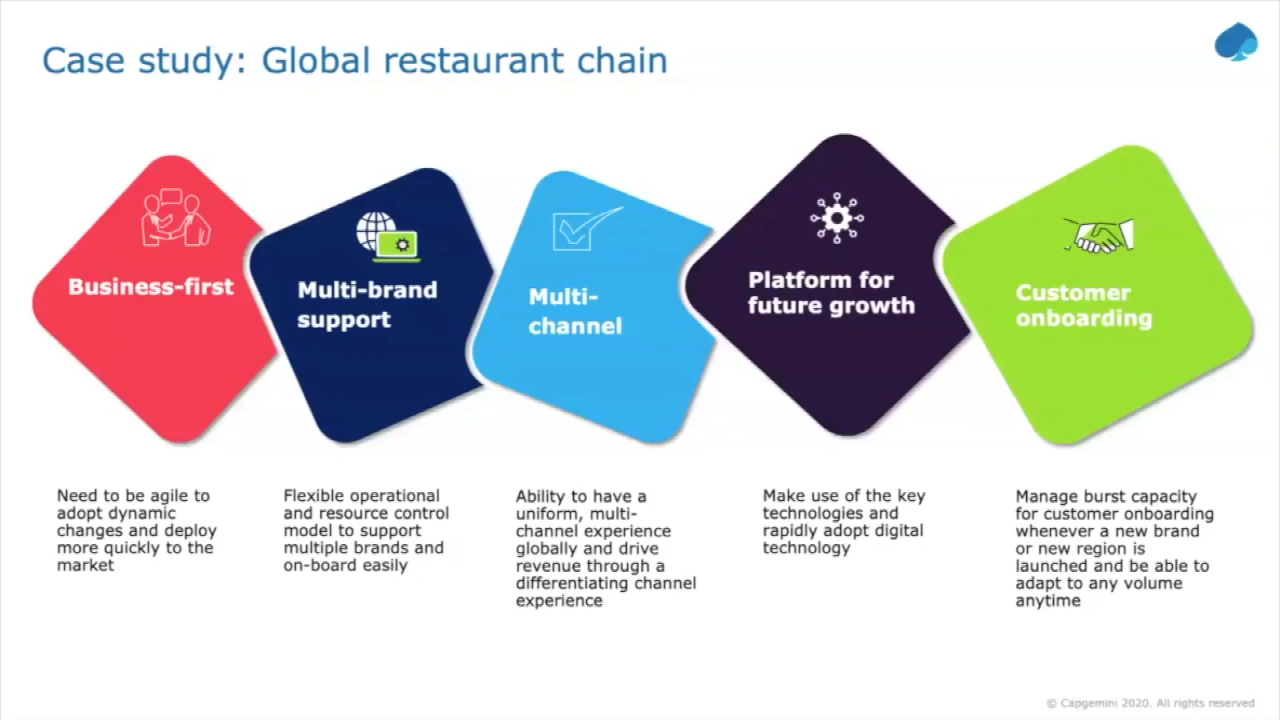 Case study: Global restaurant chain
Business-first
Multi-brand
support
Multi-
channel
Platform for
future growth
Customer
onboarding
Need to be agile to
adopt dynamic
changes and deploy
more quickly to the
market
Flexible operational
and resource control
model to support
multiple brands and
on-board easily
Ability to have a
uniform, multi-
channel experience
globally and drive
revenue through a
differentiating channel
experience
Make use of the key
technologies and
rapidly adopt digital
technology
Manage burst capacity
for customer onboarding
whenever a new brand
or new region is
launched and be able to
adapt to any volume
anytime
© Capgemini 2020. All rights reserved